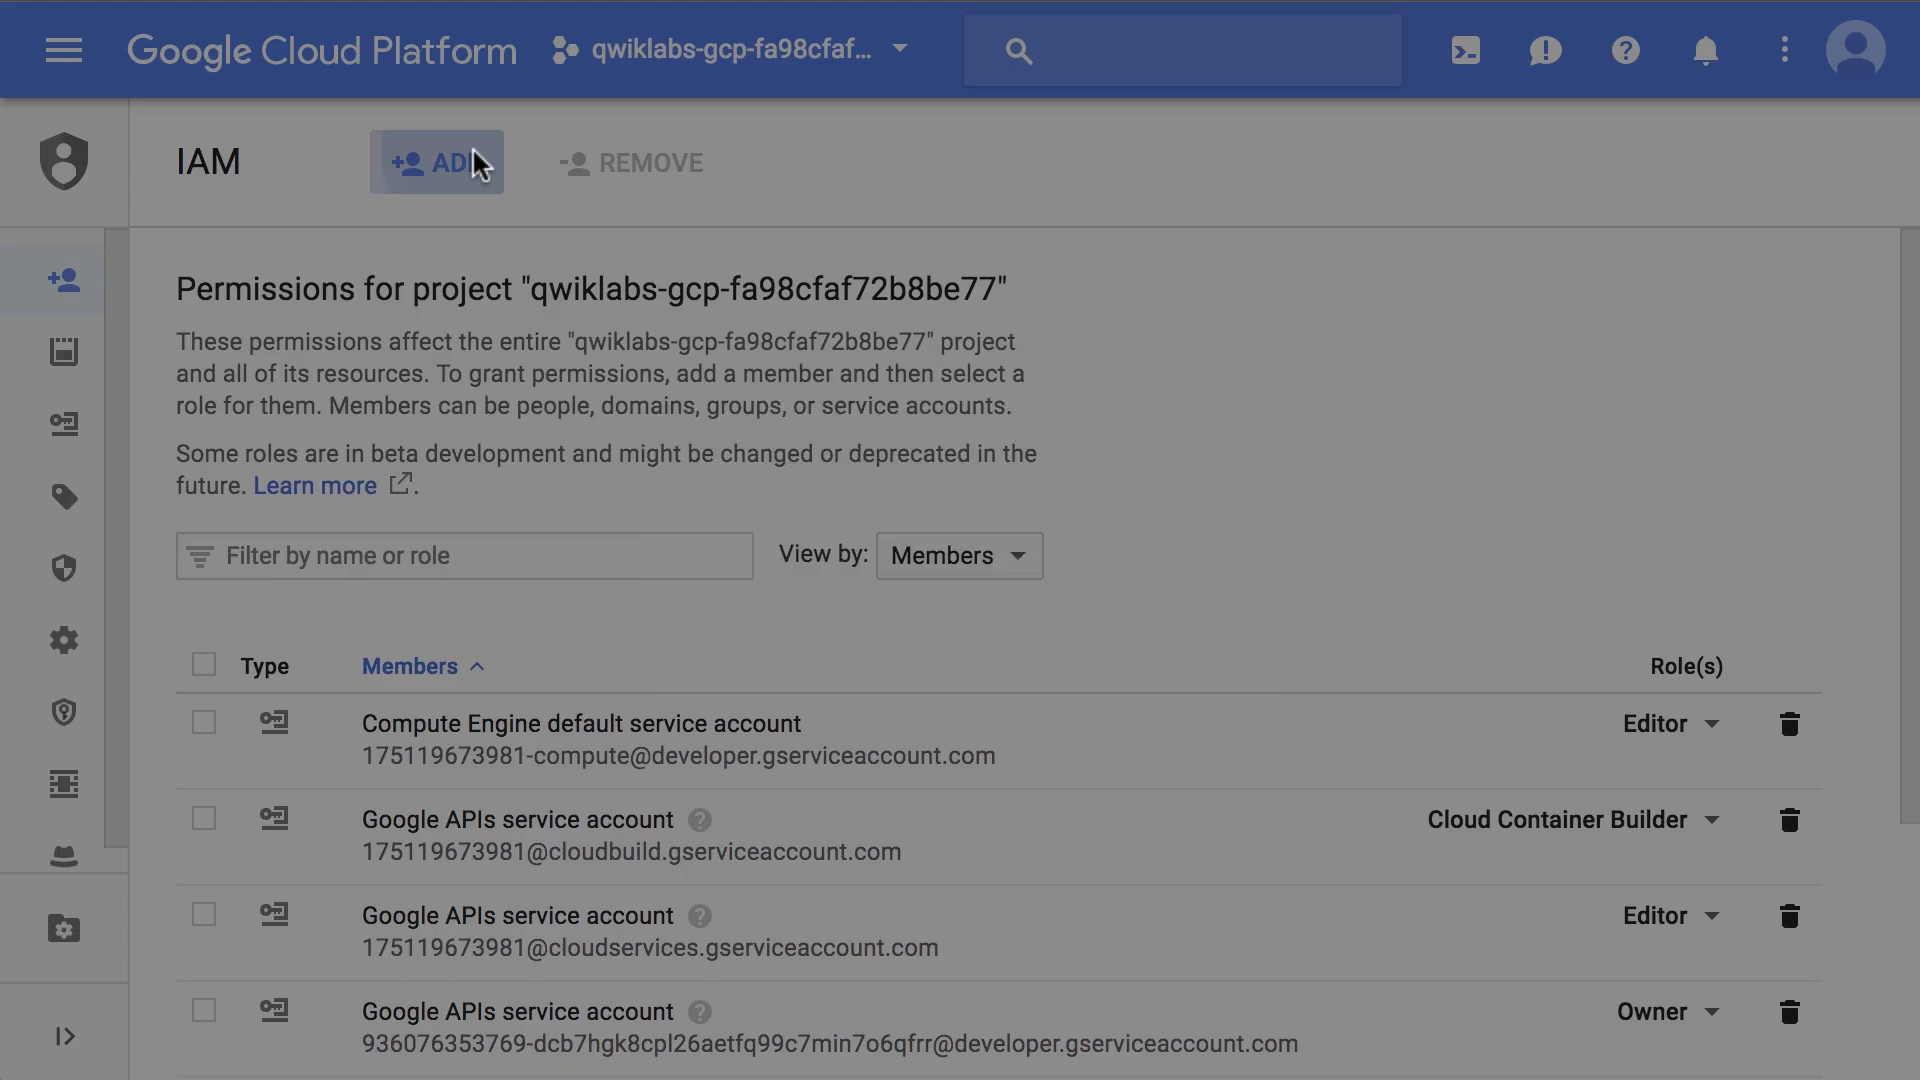 Google Cloud Platform
qwiklabs-gcp-fa98cfaf...
IAM
REMOVE
Permissions for project "qwiklabs-gcp-fa98cfaf72b8be77"
These permissions affect the entire "qwiklabs-gcp-fa98cfaf72b8be77" project
and all of its resources. To grant permissions, add a member and then select a
role for them. Members can be people, domains, groups, or service accounts.
Some roles are in beta development and might be changed or deprecated in the
future. Learn more .
Filter by name or role
View by: Members
Type Members Role(s)
Compute Engine default service account Editor
175119673981-compute@developer.gserviceaccount.com
Google APIs service account Cloud Container Builder
175119673981@cloudbuild.gserviceaccount.com
Google APIs service account Editor
175119673981@cloudservices.gserviceaccount.com
Google APIs service account Owner
936076353769-dcb7hgk8cpl26aetfq99c7min7o6qfrr@developer.gserviceaccount.com